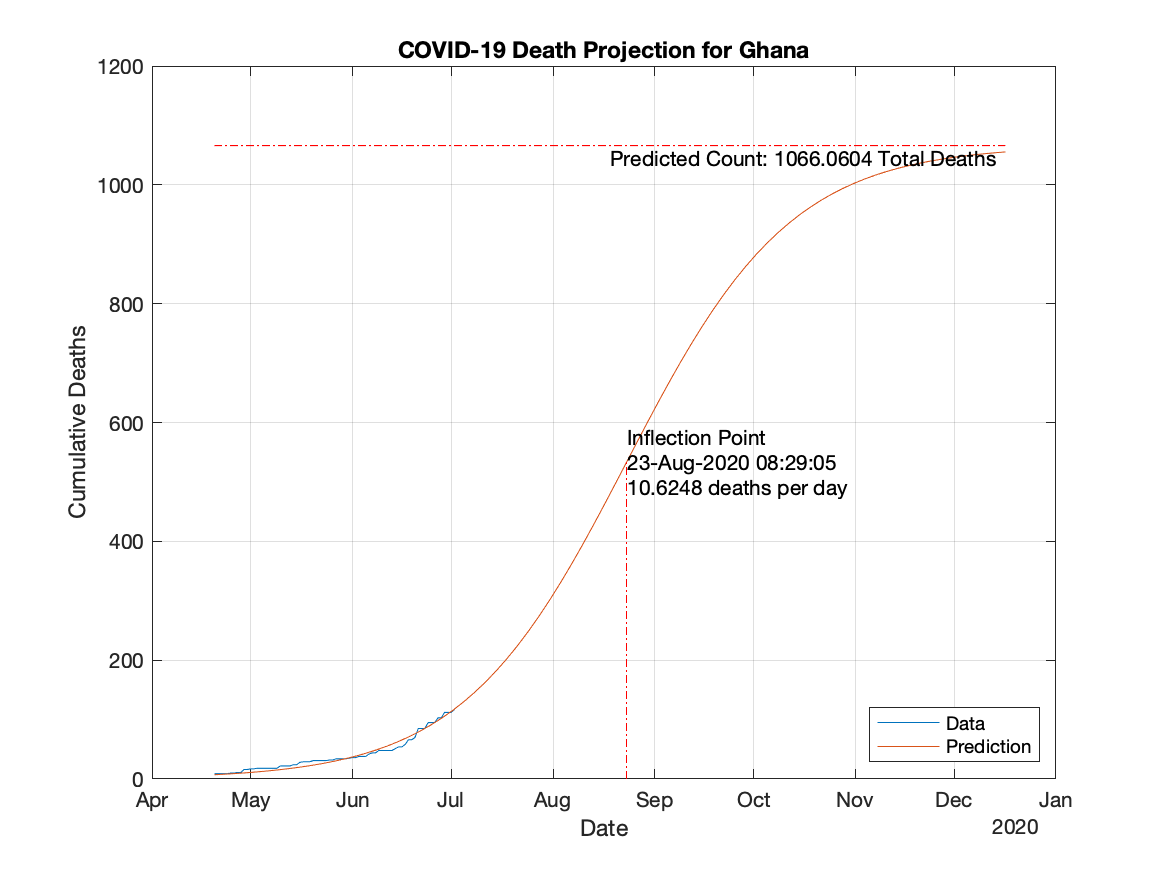 COVID-19 Death Projection for Ghana
1200
1000
800
600
400
200
0
Cumulative Deaths
Predicted Count: 1066.0604 Total Deaths
Inflection Point
23-Aug-2020 08:29:05
10.6248 deaths per day
Data
Prediction
Apr May Jun Jul Aug Sep Oct Nov Dec Jan
Date
2020